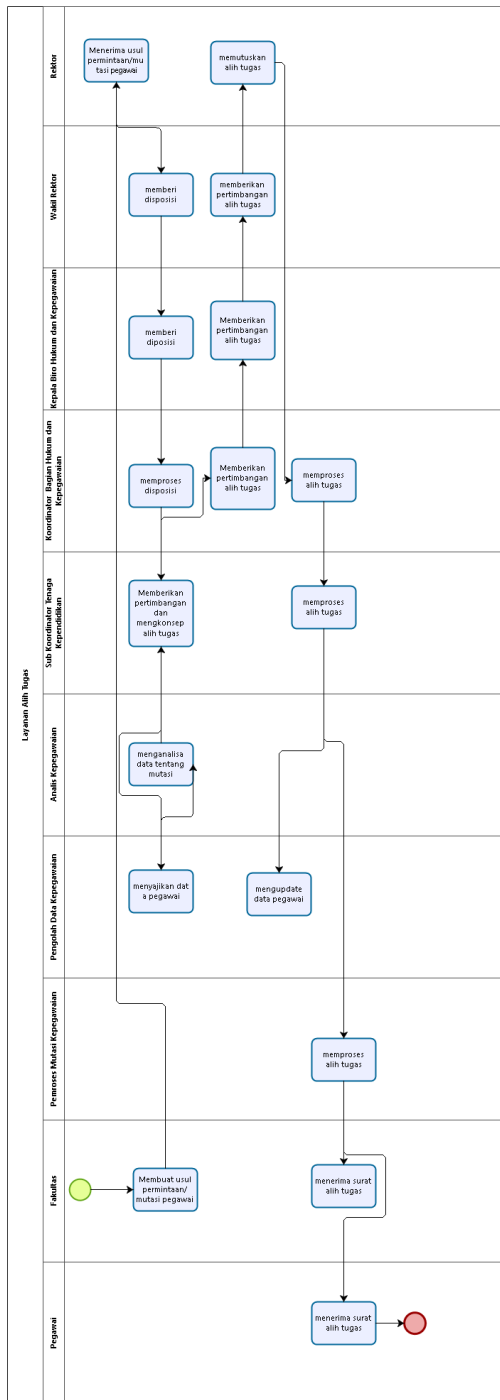 Layanan Alih Tugas
Rektor
Menerima usul
permintaan/mu
tasi pegawai
memutuskan
alih tugas
Wakil Rektor
memberi
disposisi
memberikan
pertimbangan
alih tugas
Kepala Biro Hukum dan Kepegawaian
memberi
diposisi
Memberikan
pertimbangan
alih tugas
Koordinator Bagian Hukum dan
Kepegawaian
memproses
disposisi
Memberikan
pertimbangan
alih tugas
memproses
alih tugas
Sub Koordinator Tenaga
Kependidikan
Memberikan
pertimbangan
dan
mengkonsep
alih tugas
memproses
alih tugas
Analis Kepegawaian
menganalisa
data tentang
mutasi
Pengolah Data Kepegawaian
menyajikan dat
a pegawai
mengupdate
data pegawai
Pemroses Mutasi Kepegawaian
memproses
alih tugas
Fakultas
Membuat usul
permintaan/
mutasi pegawai
menerima surat
alih tugas
Pegawai
menerima surat
alih tugas